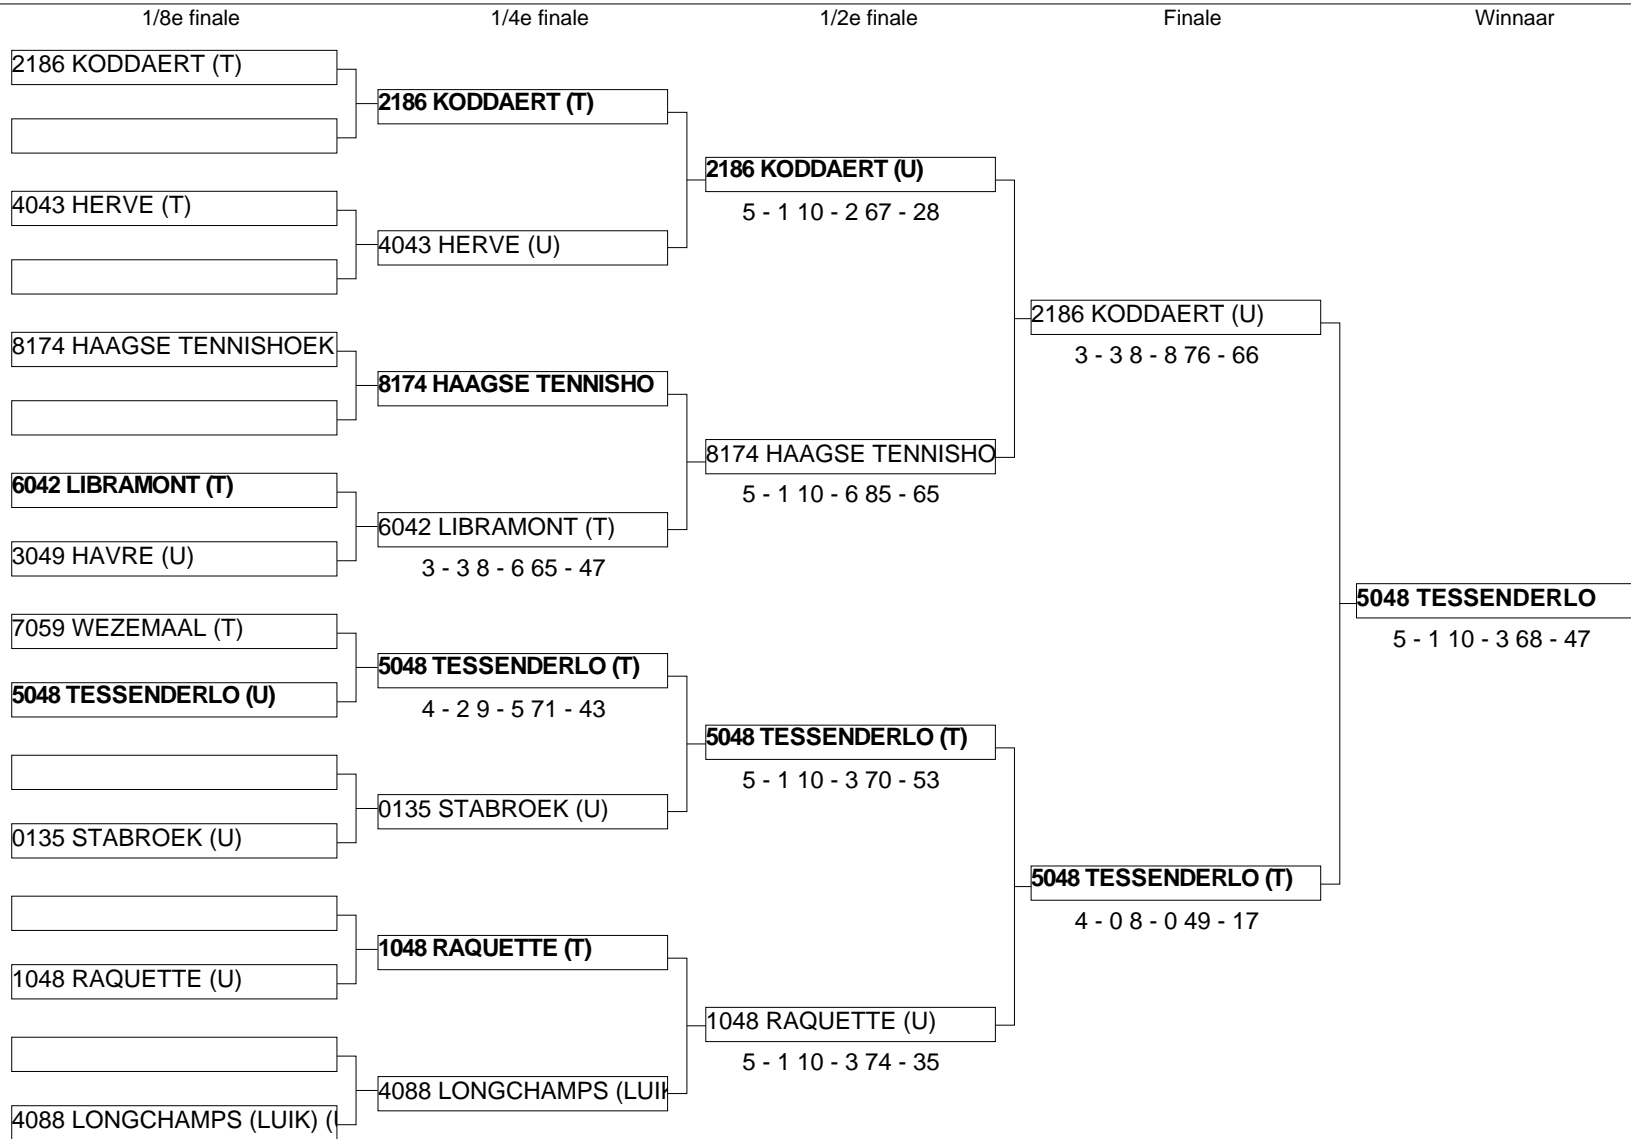 1/8e finale
1/4e finale
1/2e finale
Finale
Winnaar
2186 KODDAERT (T)
4043 HERVE (T)
8174 HAAGSE TENNISHOEK
6042 LIBRAMONT (T)
3049 HAVRE (U)
7059 WEZEMAAL (T)
5048 TESSENDERLO (U)
0135 STABROEK (U)
1048 RAQUETTE (U)
4088 LONGCHAMPS (LUIK) (
2186 KODDAERT (T)
4043 HERVE (U)
8174 HAAGSE TENNISHO
6042 LIBRAMONT (T)
3 - 3 8 - 6 65 - 47
5048 TESSENDERLO (T)
4 - 2 9 - 5 71 - 43
0135 STABROEK (U)
1048 RAQUETTE (T)
4088 LONGCHAMPS (LUIK
2186 KODDAERT (U)
5 - 1 10 - 2 67 - 28
8174 HAAGSE TENNISHO
5 - 1 10 - 6 85 - 65
5048 TESSENDERLO (T)
5 - 1 10 - 3 70 - 53
1048 RAQUETTE (U)
5 - 1 10 - 3 74 - 35
2186 KODDAERT (U)
3 - 3 8 - 8 76 - 66
5048 TESSENDERLO (T)
4 - 0 8 - 0 49 - 17
5048 TESSENDERLO
5 - 1 10 - 3 68 - 47